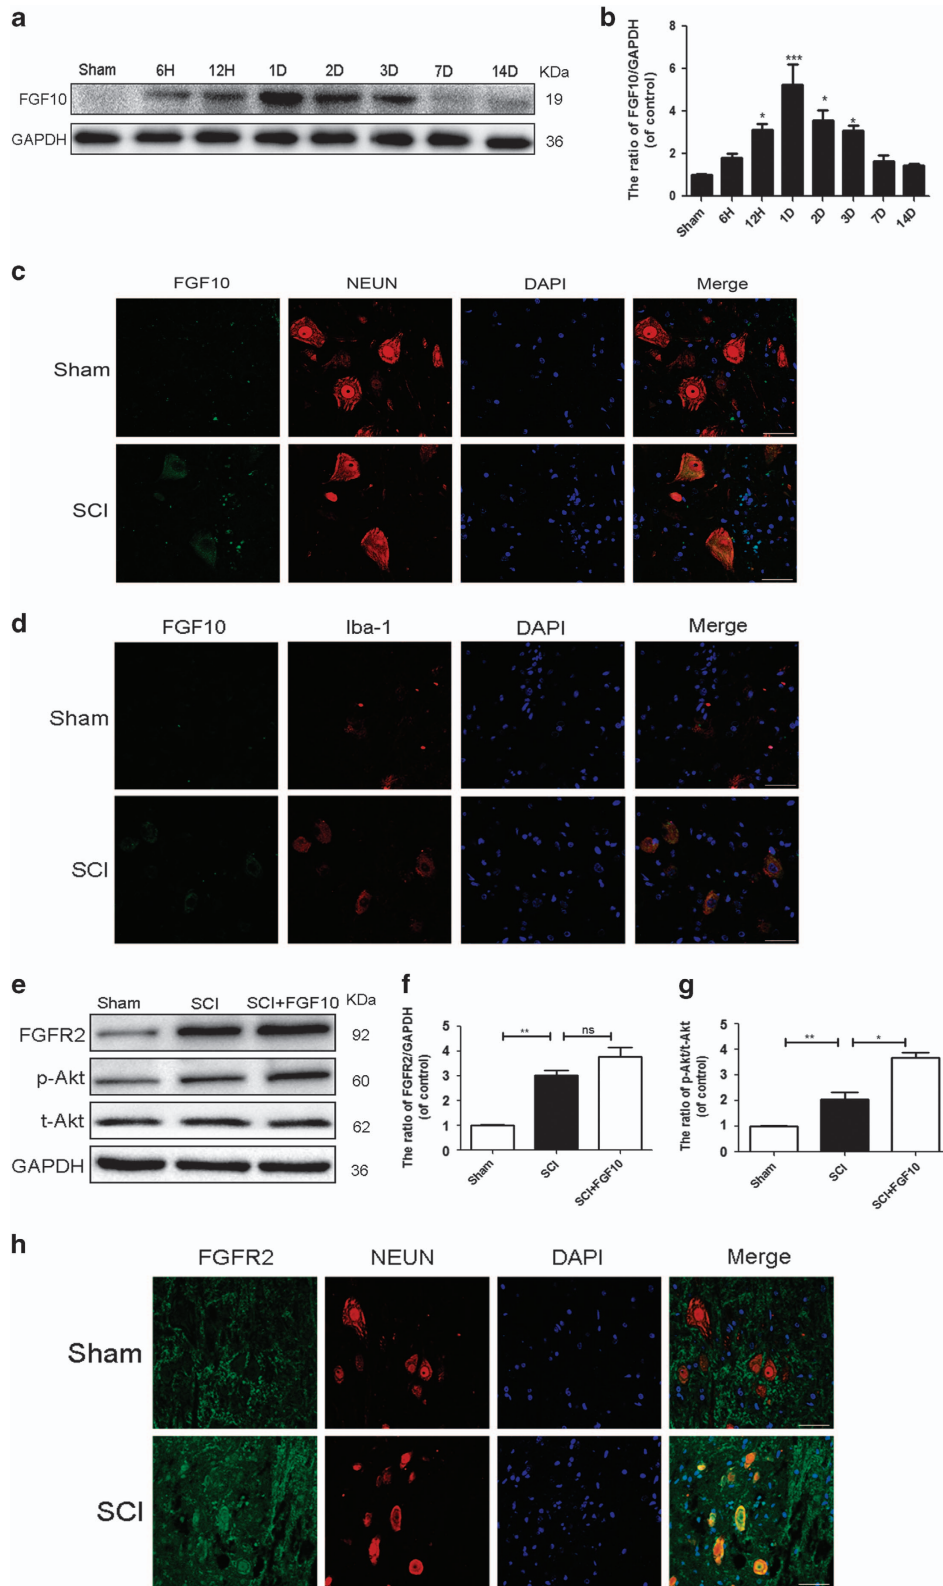 a
Sham 6H 12H 1D 2D 3D 7D 14D KDa
FGF10 19
GAPDH 36
b
The ratio of FGF10/GAPDH
(of control)
8
6
4
2
0
*
***
*
*
Sham 6H 12H 1D 2D 3D 7D 14D
c
FGF10 NEUN DAPI Merge
Sham
SCI
d
FGF10 Iba-1 DAPI Merge
Sham
SCI
e
Sham SCI SCI+FGF10 KDa
FGFR2 92
p-Akt 60
t-Akt 62
GAPDH 36
f
The ratio of FGFR2/GAPDH
(of control)
5
4
3
2
1
0
** ns
Sham SCI SCI+FGF10
g
The ratio of p-Akt/t-Akt
(of control)
5
4
3
2
1
0
** *
Sham SCI SCI+FGF10
h
FGFR2 NEUN DAPI Merge
Sham
SCI